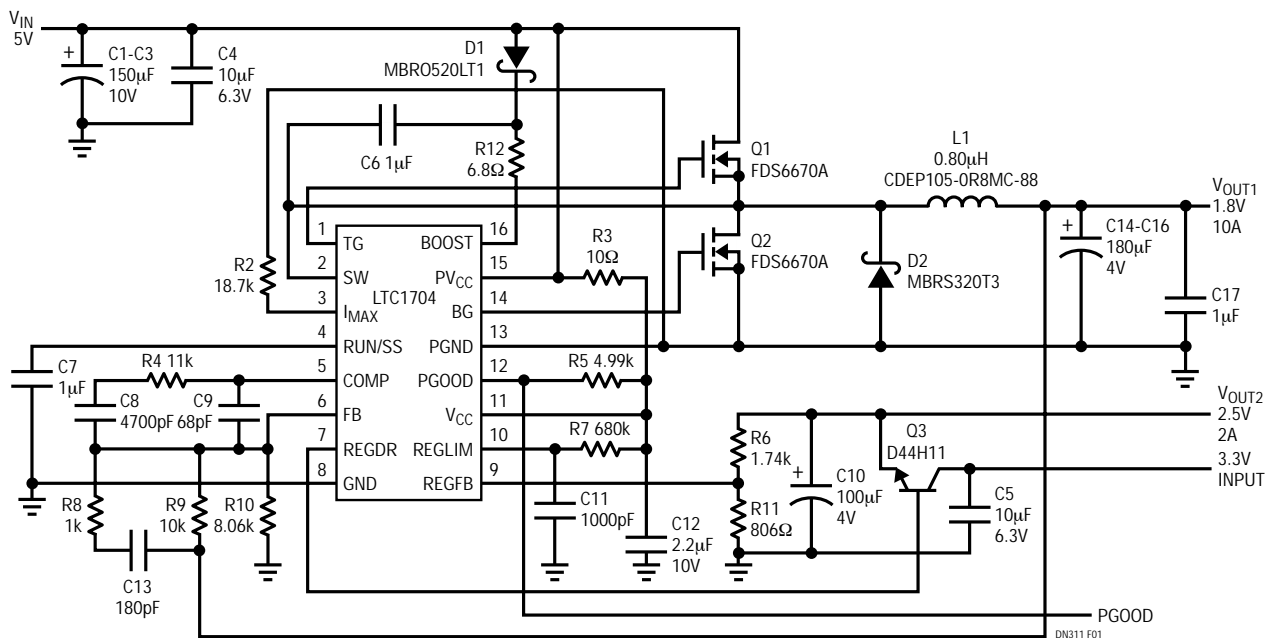 VIN
5V
+
C1-C3
150μF
10V
C4
10μF
6.3V
D1
MBRO520LT1
C6 1μF
R12
6.8Ω
Q1
FDS6670A
L1
0.80μH
CDEP105-0R8MC-88
VOUT1
1.8V
10A
+
C14-C16
180μF
4V
C17
1μF
Q2
FDS6670A
D2
MBRS320T3
R2
18.7k
R3
10Ω
LTC1704
1
TG
2
SW
3
IMAX
4
RUN/SS
5
COMP
6
FB
7
REGDR
8
GND
16
BOOST
15
PVCC
14
BG
13
PGND
12
PGOOD
11
VCC
10
REGLIM
9
REGFB
C7
1μF
R4 11k
C8
4700pF
C9
68pF
R5 4.99k
R7 680k
R8
1k
R9
10k
R10
8.06k
C13
180pF
C11
1000pF
C12
2.2μF
10V
R6
1.74k
R11
806Ω
+
C10
100μF
4V
Q3
D44H11
C5
10μF
6.3V
VOUT2
2.5V
2A
3.3V
INPUT
PGOOD
DN311 F01